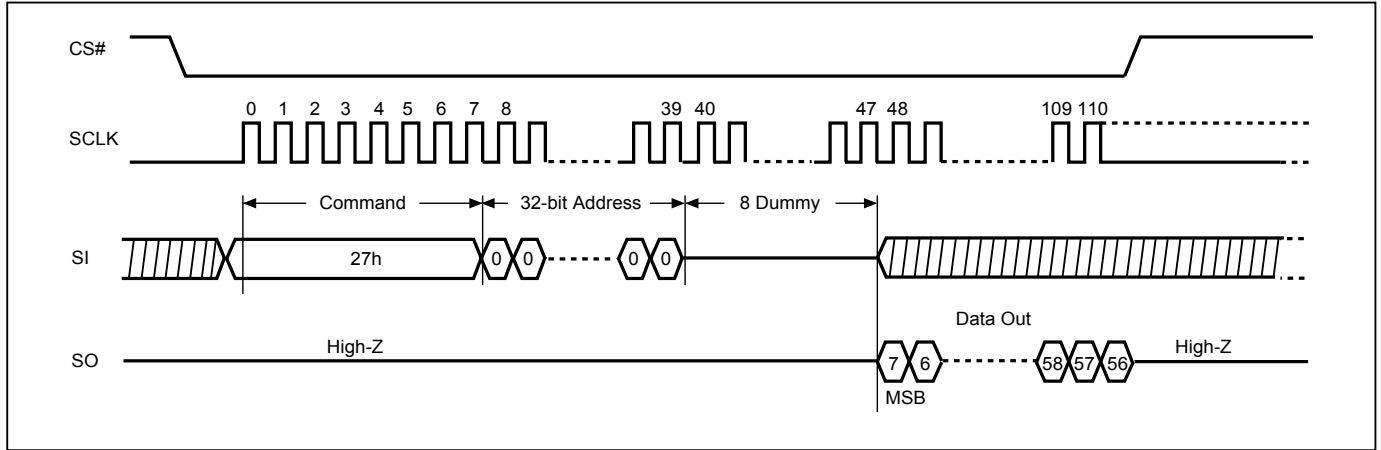 CS#
0 1 2 3 4 5 6 7 8 39 40 47 48 109 110
SCLK
Command 32-bit Address 8 Dummy
SI 27h 0 0 0 0
Data Out
SO High-Z 7 6 58 57 56 High-Z
MSB